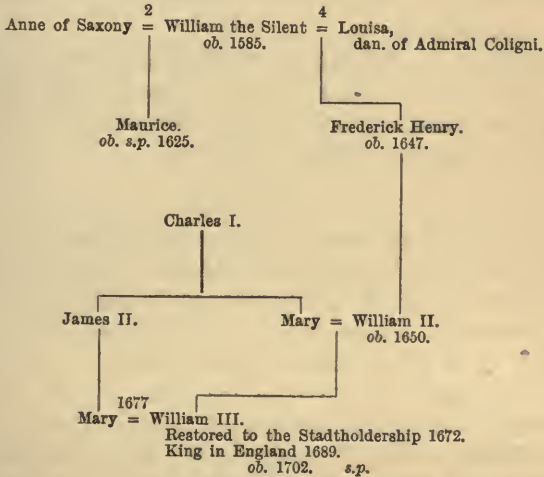 2 4
Anne of Saxony = William the Silent = Louisa,
ob. 1585. dan. of Admiral Coligni.
Maurice. Frederick Henry.
ob. s.p. 1625. ob. 1647.
Charles I.
James II. Mary = William II.
ob. 1650.
1677
Mary = William III.
Restored to the Stadtholdership 1672.
King in England 1689.
ob. 1702. s.p.